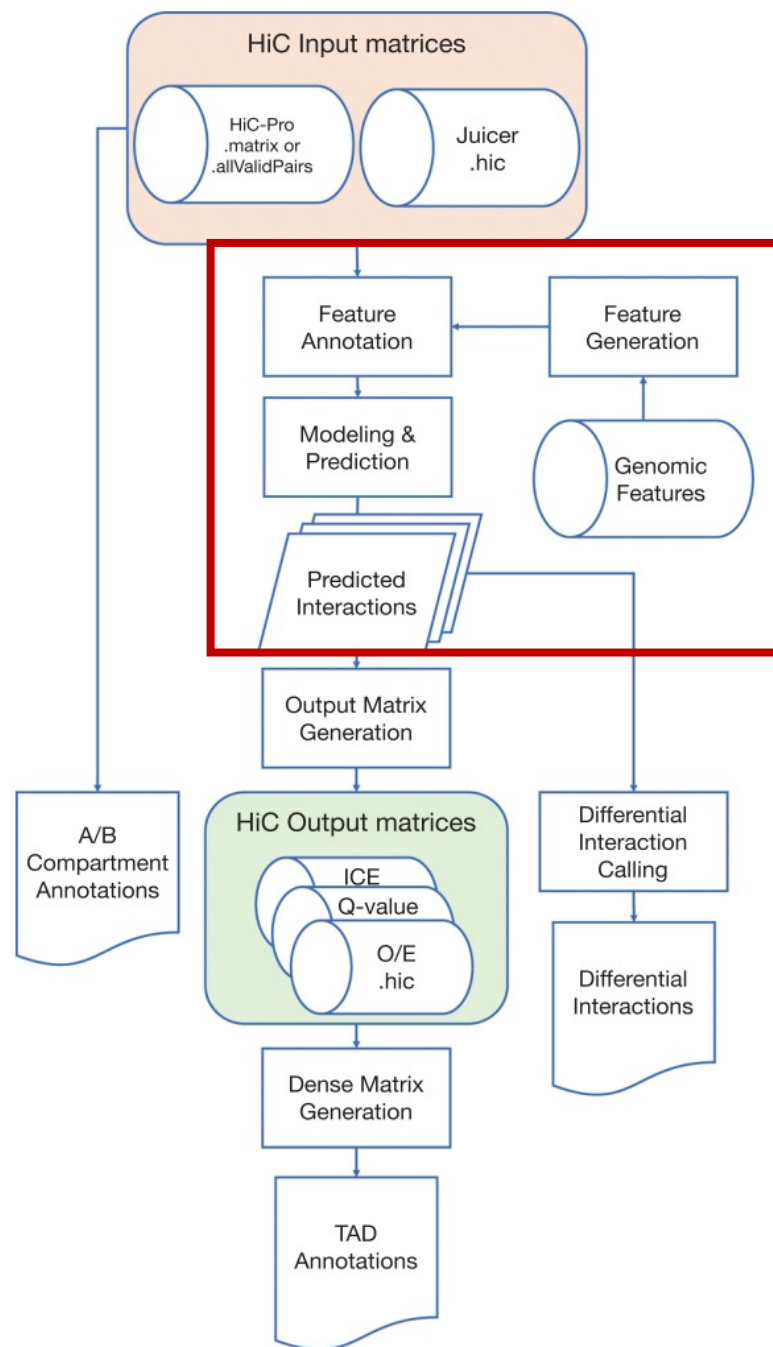 HiC Input matrices
HiC-Pro
.matrix or
.allValidPairs
Juicer
.hic
Feature
Annotation
Feature
Generation
Modeling &
Prediction
Genomic
Features
Predicted
Interactions
Output Matrix
Generation
A/B
Compartment
Annotations
HiC Output matrices
ICE
Q-value
O/E
.hic
Differential
Interaction
Calling
Differential
Interactions
Dense Matrix
Generation
TAD
Annotations